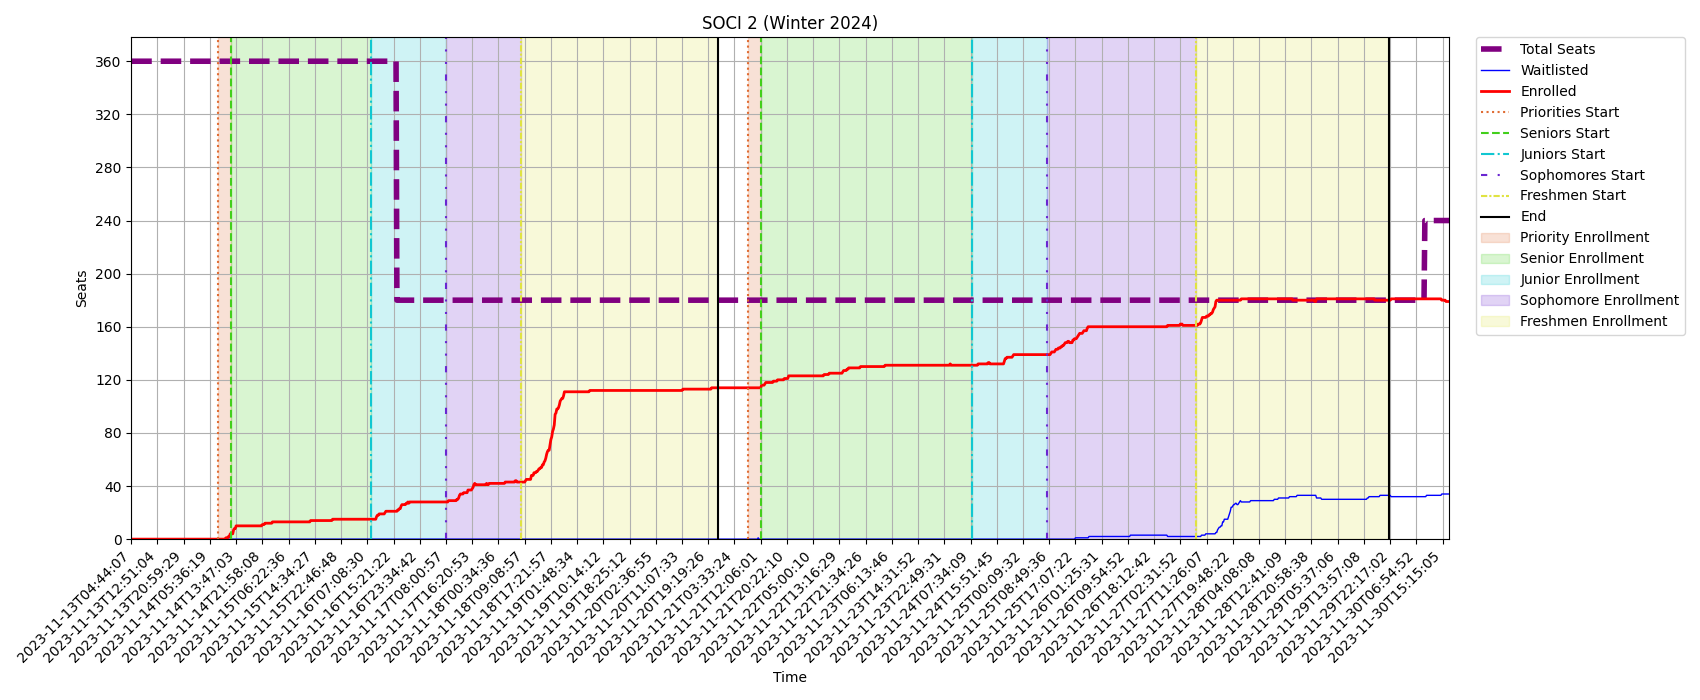 SOCI 2 (Winter 2024)
Seats
360
320
280
240
200
160
120
80
40
0
2023-11-13T04:44:07
2023-11-13T12:51:04
2023-11-13T20:59:29
2023-11-14T05:36:19
2023-11-14T13:47:03
2023-11-14T21:58:08
2023-11-15T06:22:36
2023-11-15T14:34:27
2023-11-15T22:46:48
2023-11-16T07:08:30
2023-11-16T15:21:22
2023-11-16T23:34:42
2023-11-17T08:00:57
2023-11-17T16:20:53
2023-11-18T00:34:36
2023-11-18T09:08:57
2023-11-18T17:21:57
2023-11-19T01:48:34
2023-11-19T10:14:12
2023-11-19T18:25:12
2023-11-20T02:36:55
2023-11-20T11:07:33
2023-11-20T19:19:26
2023-11-21T03:33:24
2023-11-21T12:06:01
2023-11-21T20:22:10
2023-11-22T05:00:10
2023-11-22T13:16:29
2023-11-22T21:34:26
2023-11-23T06:13:46
2023-11-23T14:31:52
2023-11-23T22:49:31
2023-11-24T07:34:09
2023-11-24T15:51:45
2023-11-25T00:09:32
2023-11-25T08:49:36
2023-11-25T17:07:22
2023-11-26T01:25:31
2023-11-26T09:54:52
2023-11-26T18:12:42
2023-11-27T02:31:52
2023-11-27T11:26:07
2023-11-27T19:48:22
2023-11-28T04:08:08
2023-11-28T12:41:09
2023-11-28T20:58:38
2023-11-29T05:37:06
2023-11-29T13:57:08
2023-11-29T22:17:02
2023-11-30T06:54:52
2023-11-30T15:15:05
Time
Total Seats
Waitlisted
Enrolled
Priorities Start
Seniors Start
Juniors Start
Sophomores Start
Freshmen Start
End
Priority Enrollment
Senior Enrollment
Junior Enrollment
Sophomore Enrollment
Freshmen Enrollment